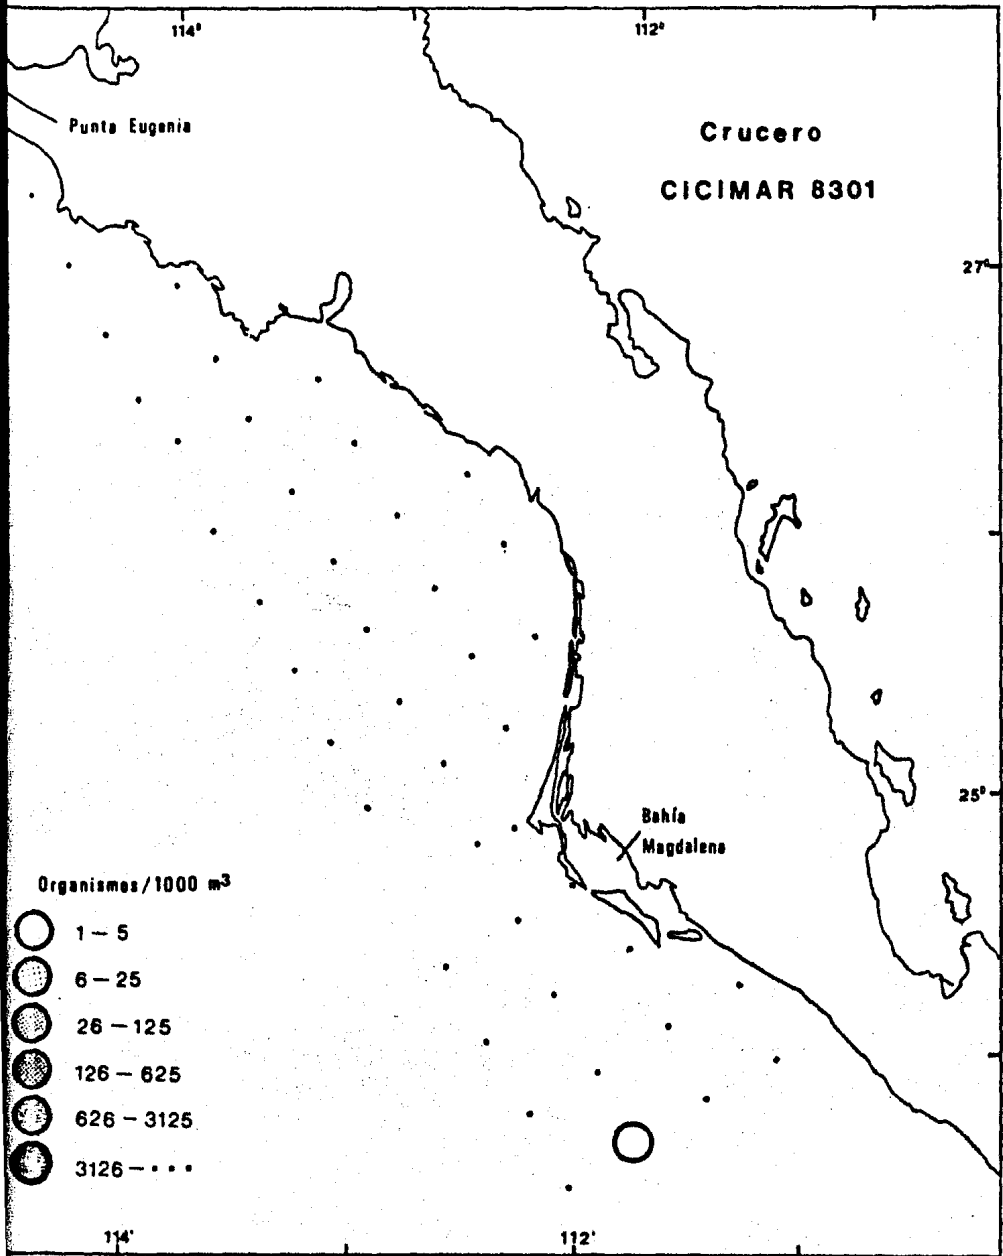 114°
112°
Punta Eugenia
Crucero
CICIMAR 8301
27°
25°
Bahía
Magdalena
Organismos/1000 m³
1 – 5
6 – 25
26 – 125
126 – 625
626 – 3125
3126 – • • •
114'
112'